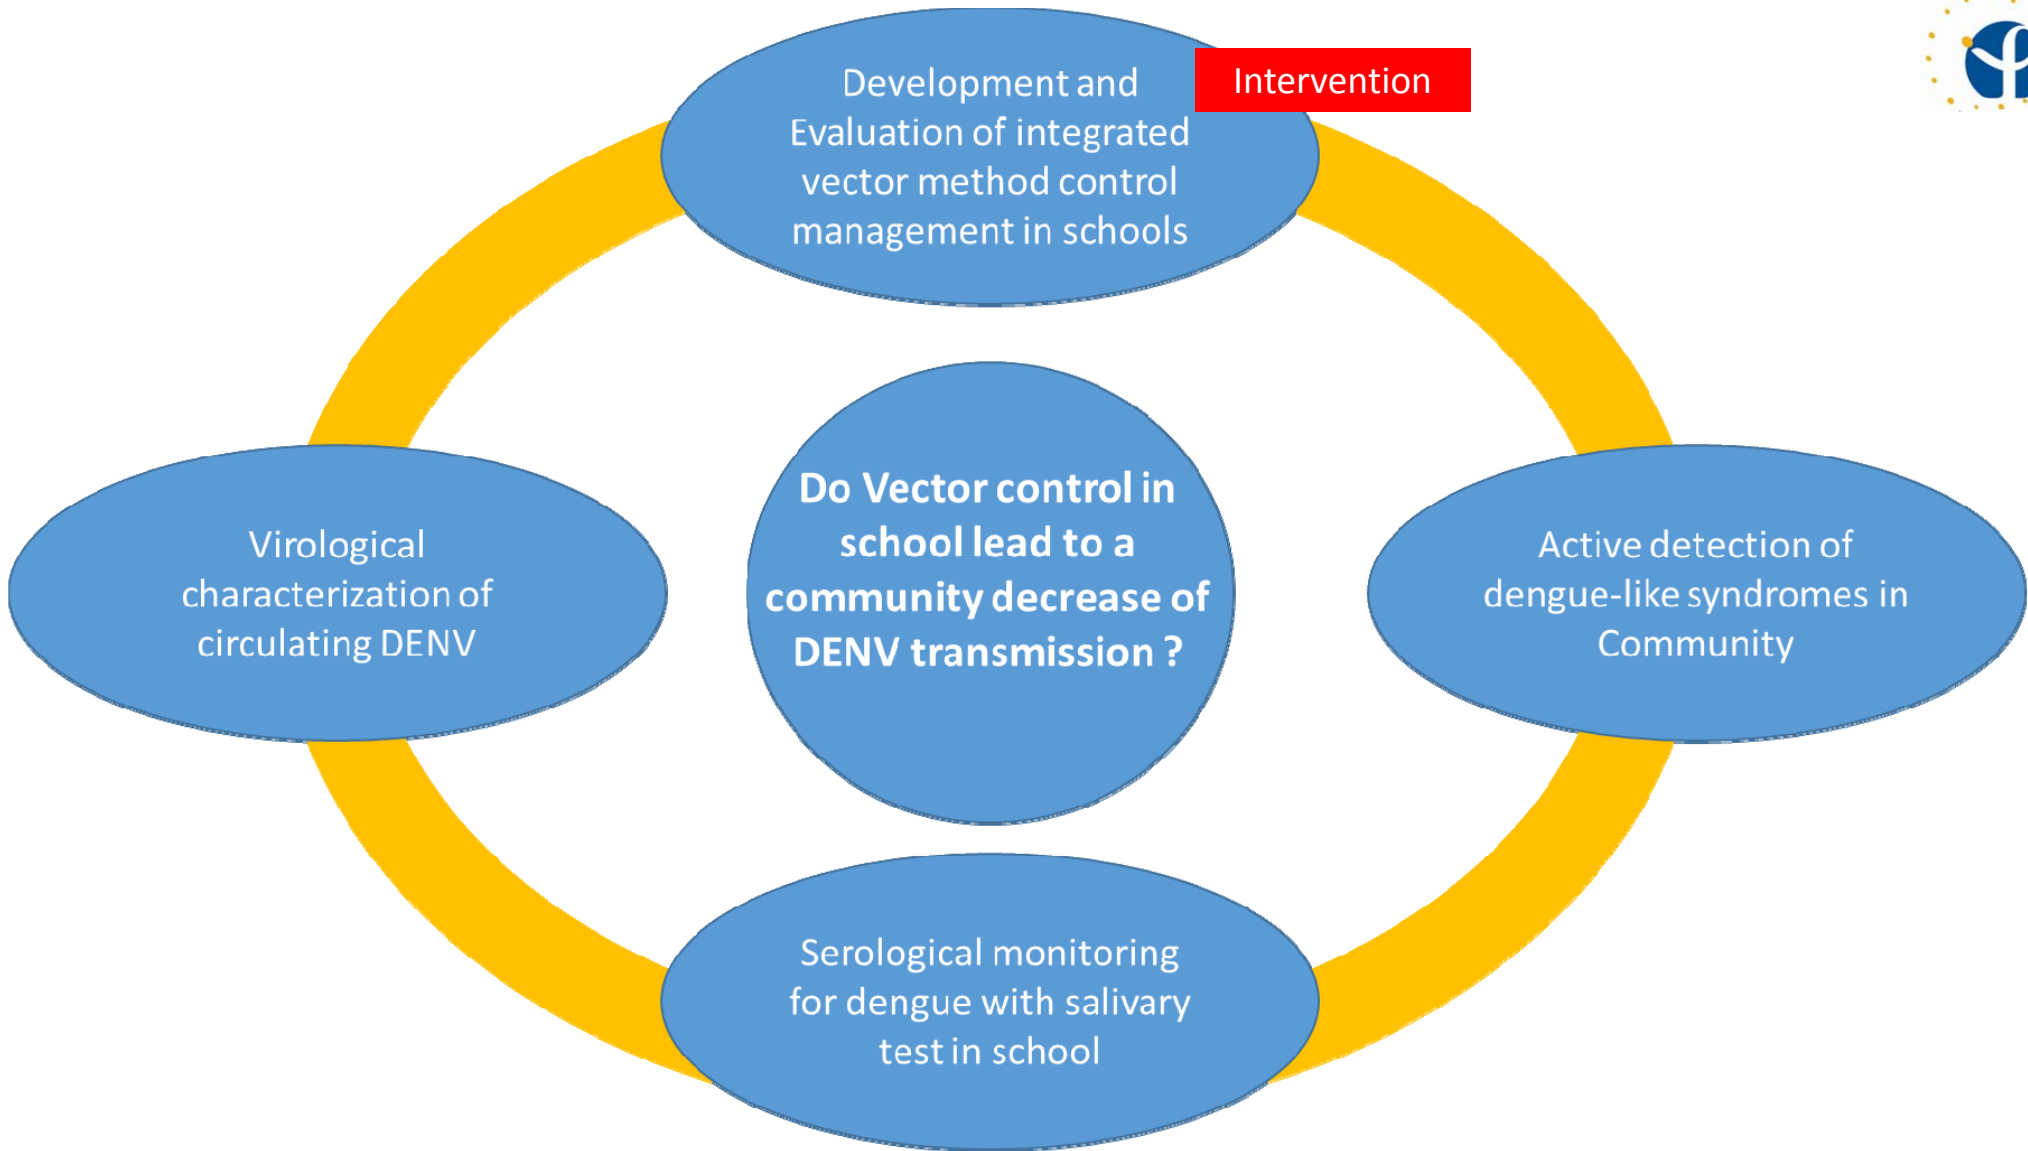 Development and
Evaluation of integrated
vector method control
management in schools
Intervention
Do Vector control in
school lead to a
community decrease of
DENV transmission ?
Virological
characterization of
circulating DENV
Active detection of
dengue-like syndromes in
Community
Serological monitoring
for dengue with salivary
test in school